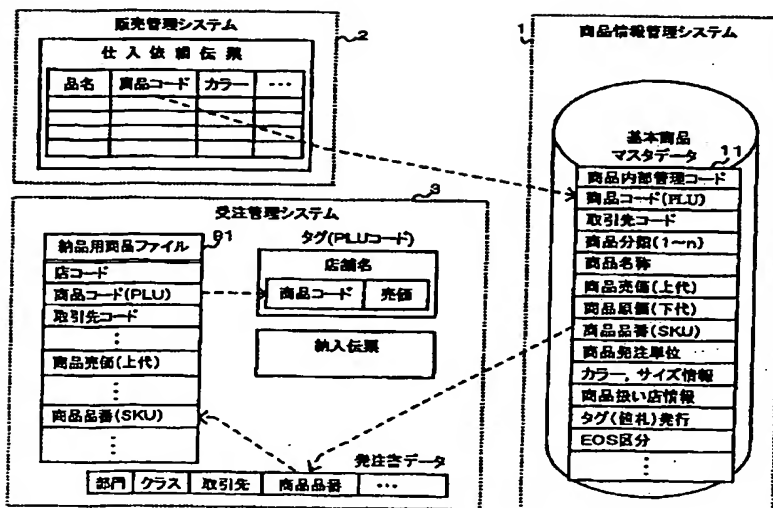 販売管理システム
2
仕入依頼伝票
品名 商品コード カラー …
1
商品情報管理システム
基本商品
マスタデータ
11
商品内部管理コード
商品コード(PLU)
取引先コード
商品分類(1〜n)
商品名称
商品売価(上代)
商品原価(下代)
商品品番(SKU)
商品発注単位
カラー,サイズ情報
商品扱い店情報
タグ(値札)発行
EOS区分
⋮
3
受注管理システム
納品用商品ファイル
91
店コード
商品コード(PLU)
取引先コード
⋮
商品売価(上代)
⋮
商品品番(SKU)
⋮
タグ(PLUコード)
店舗名
商品コード 売価
納入伝票
発注データ
部門 クラス 取引先 商品品番 …